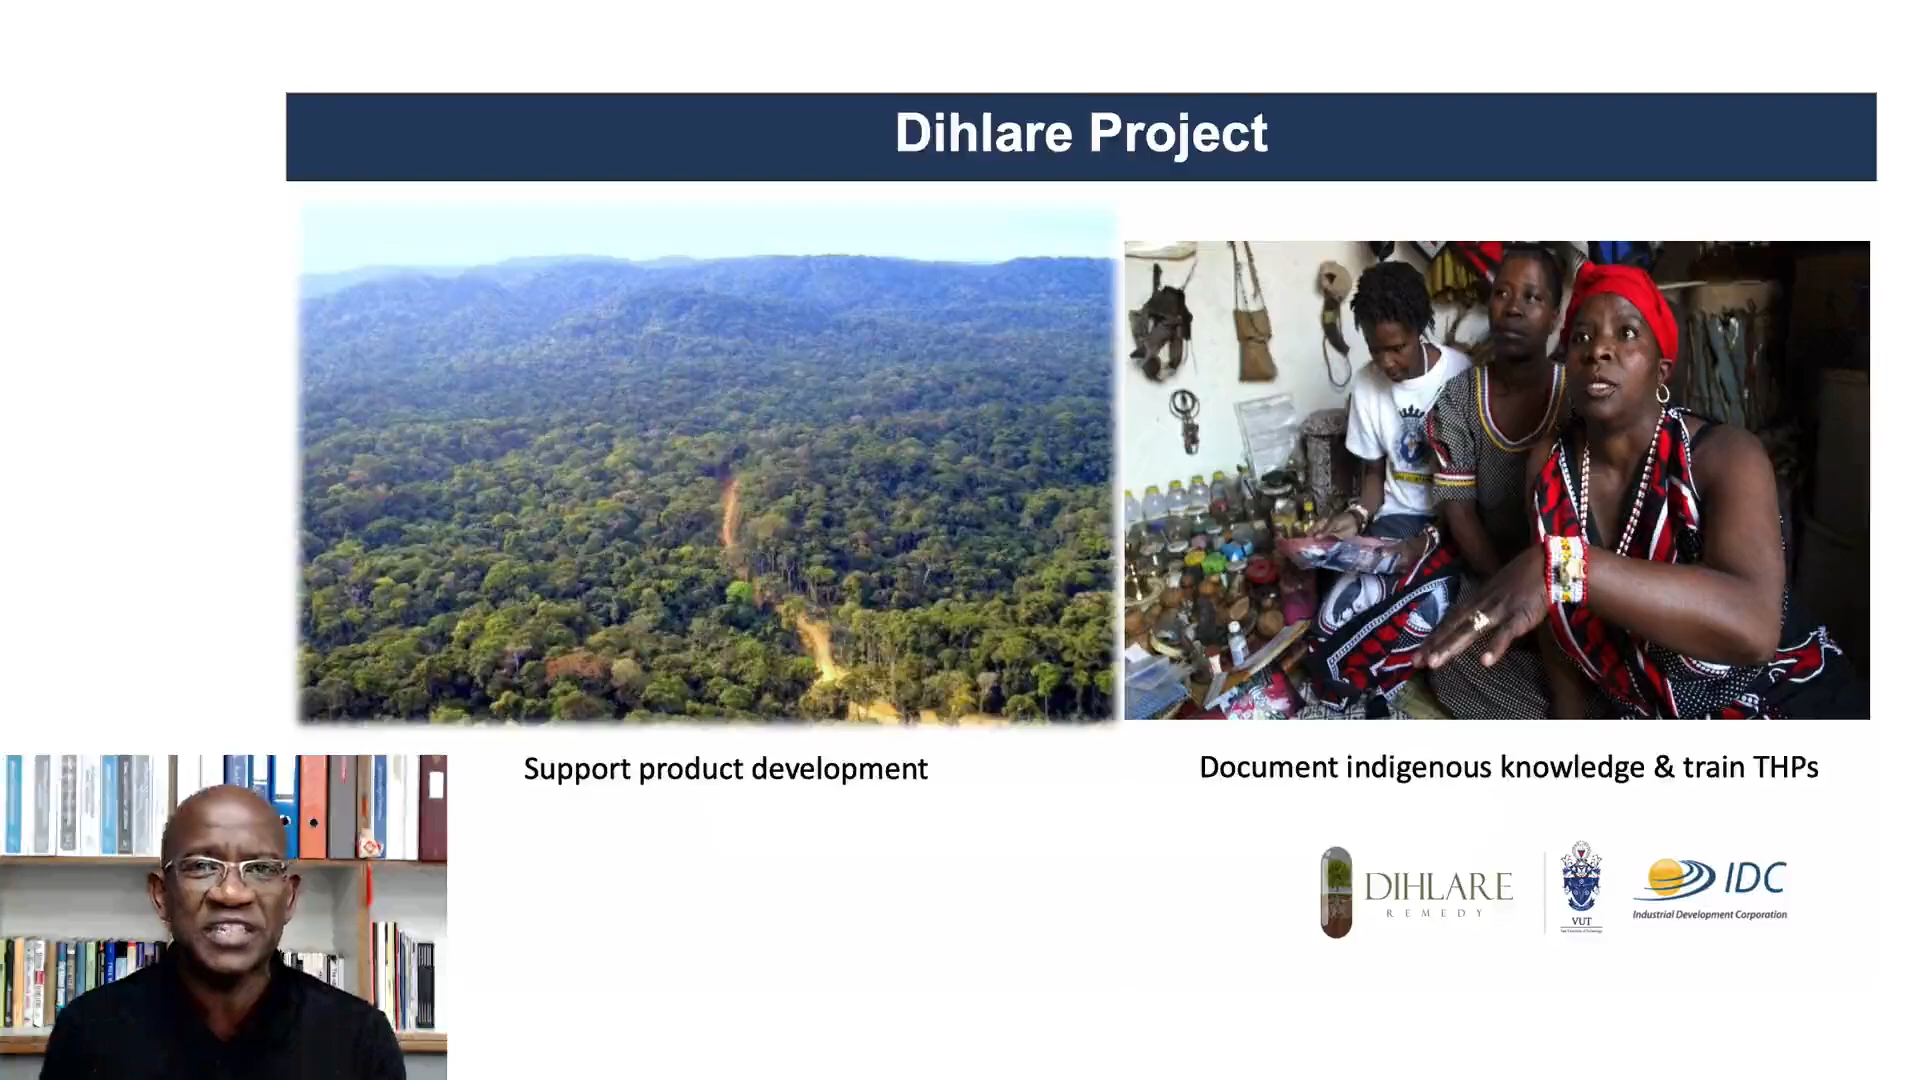 Dihlare Project
Support product development
Document indigenous knowledge & train THPs
DIHLARE
REMEDY
VUT
IDC
Industrial Development Corporation